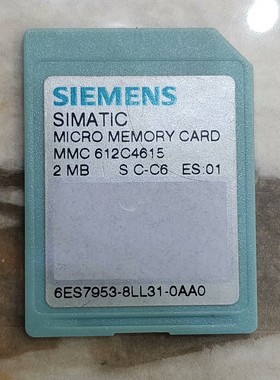 SIEMENS
SIMATIC
MICRO MEMORY CARD
MMC 612C4615
2 MB S C-C6 ES:01
6ES7953-8LL31-0AA0